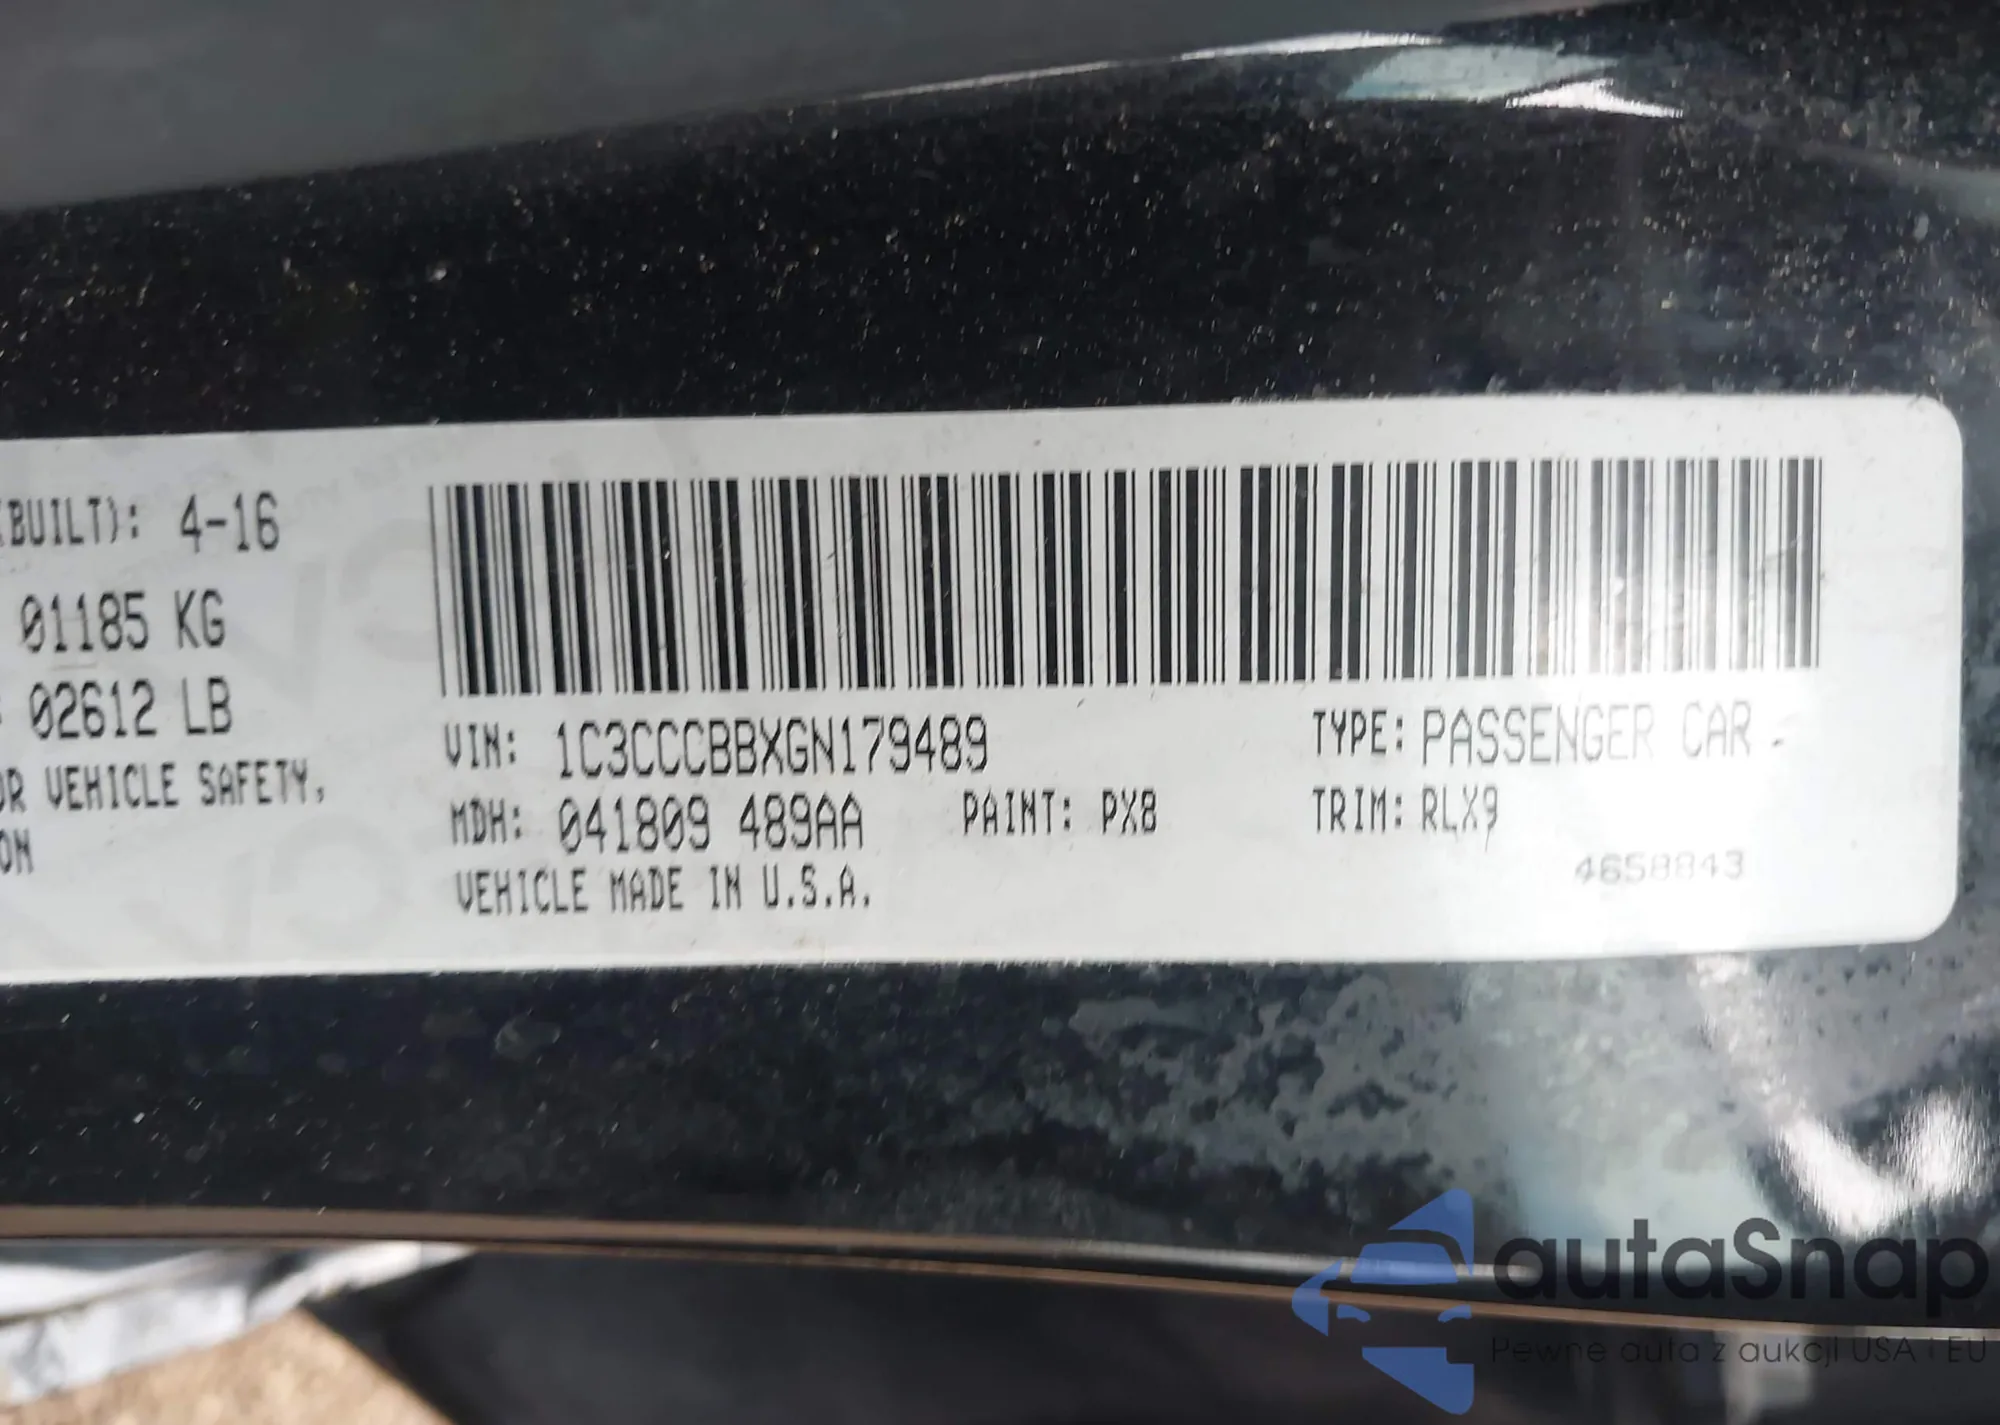 (BUILT): 4-16
01185 KG
02612 LB
OR VEHICLE SAFETY,
ON
VIN: 1C3CCCBBXGN179489
TYPE: PASSENGER CAR
MDH: 041809 489AA
PAINT: PX8
TRIM: RLX9
VEHICLE MADE IN U.S.A.
4658843
autaSnap
Pewne auta z aukcji USA i EU